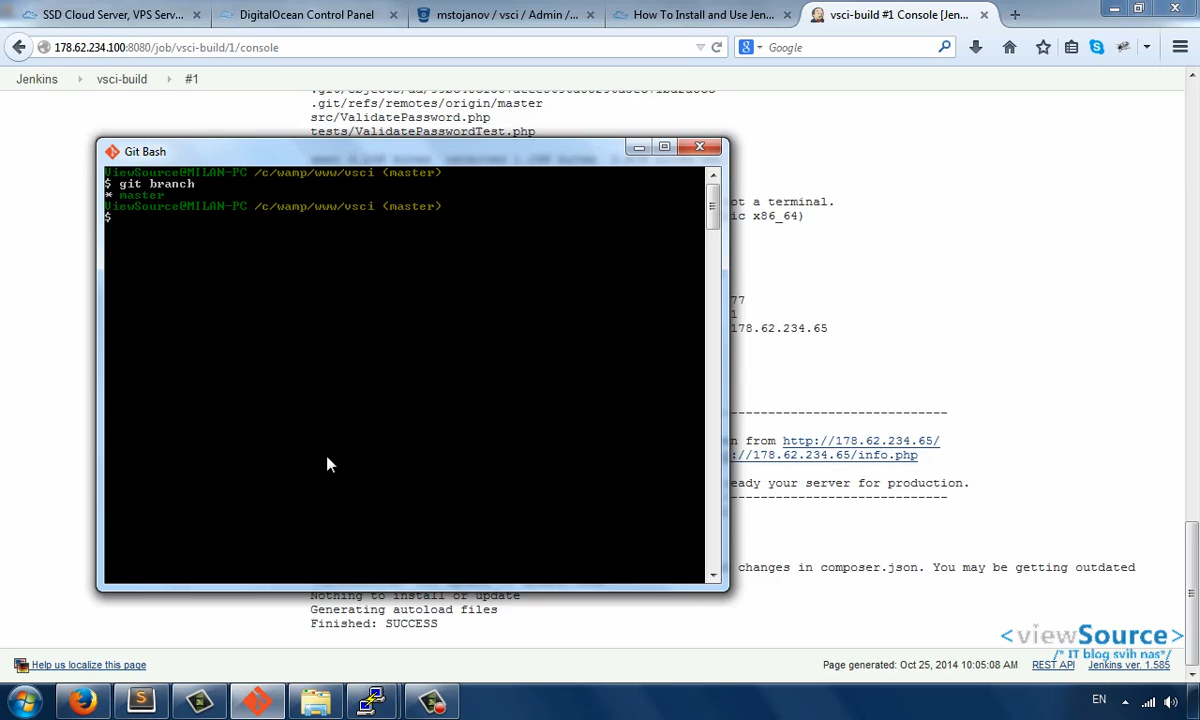 SSD Cloud Server, VPS Serv...
DigitalOcean Control Panel
mstojanov / vsci / Admin /...
How To Install and Use Jen...
vsci-build #1 Console [Jen...
178.62.234.100:8080/job/vsci-build/1/console
Google
Jenkins
vsci-build
#1
.git/refs/remotes/origin/master
src/ValidatePassword.php
tests/ValidatePasswordTest.php
Git Bash
ViewSource@MILAN-PC /c/wamp/www/vsci (master)
$ git branch
* master
ViewSource@MILAN-PC /c/wamp/www/vsci (master)
$
ot a terminal.
ic x86_64)
77
1
178.62.234.65
n from http://178.62.234.65/
://178.62.234.65/info.php
eady your server for production.
changes in composer.json. You may be getting outdated
Nothing to install or update
Generating autoload files
Finished: SUCCESS
<viewSource>
/* IT blog svih nas*/
Help us localize this page
Page generated: Oct 25, 2014 10:05:08 AM
REST API
Jenkins ver. 1.585
EN